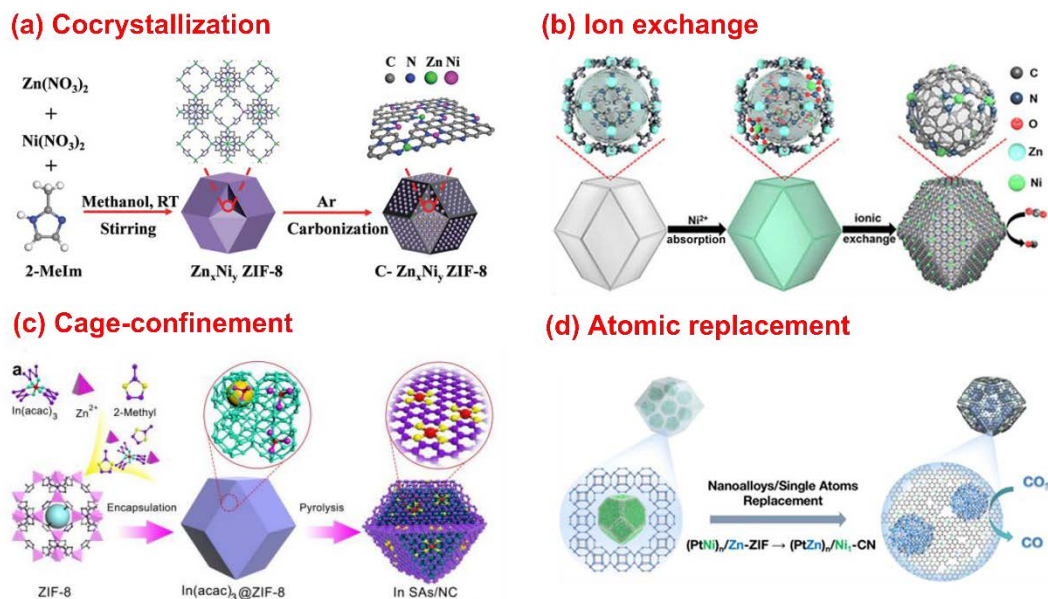 (a) Cocrystallization
Zn(NO₃)₂
+
Ni(NO₃)₂
+
2-MeIm
Methanol, RT
Stirring
ZnₓNiᵧ ZIF-8
C N Zn Ni
Ar
Carbonization
C- ZnₓNiᵧ ZIF-8
(b) Ion exchange
Ni²⁺
absorption
ionic
exchange
C
N
O
Zn
Ni
(c) Cage-confinement
a.
In(acac)₃
Zn²⁺
2-Methyl
ZIF-8
Encapsulation
In(acac)₃@ZIF-8
Pyrolysis
In SAs/NC
(d) Atomic replacement
Nanoalloys/Single Atoms
Replacement
(PtNi)ₙ/Zn-ZIF → (PtZn)ₙ/Ni₁-CN
CO₂
CO